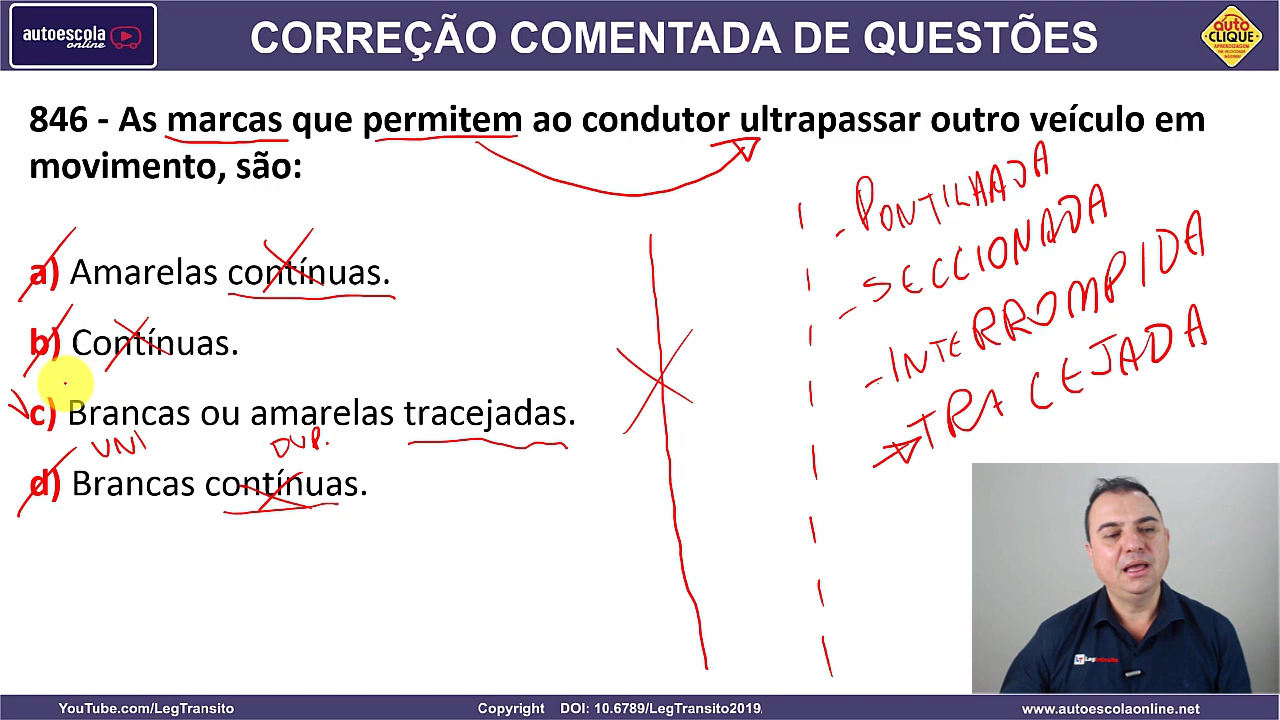 autoescola
online
CORREÇÃO COMENTADA DE QUESTÕES
auto
CLIQUE
846 - As marcas que permitem ao condutor ultrapassar outro veículo em
movimento, são:
- PONTILHADA
- SECCIONADA
- INTERROMPIDA
TRACEJADA
a) Amarelas contínuas.
b) Contínuas.
c) Brancas ou amarelas tracejadas.
UNI DUP.
d) Brancas contínuas.
YouTube.com/LegTransito
Copyright DOI: 10.6789/LegTransito2019
www.autoescolaonline.net